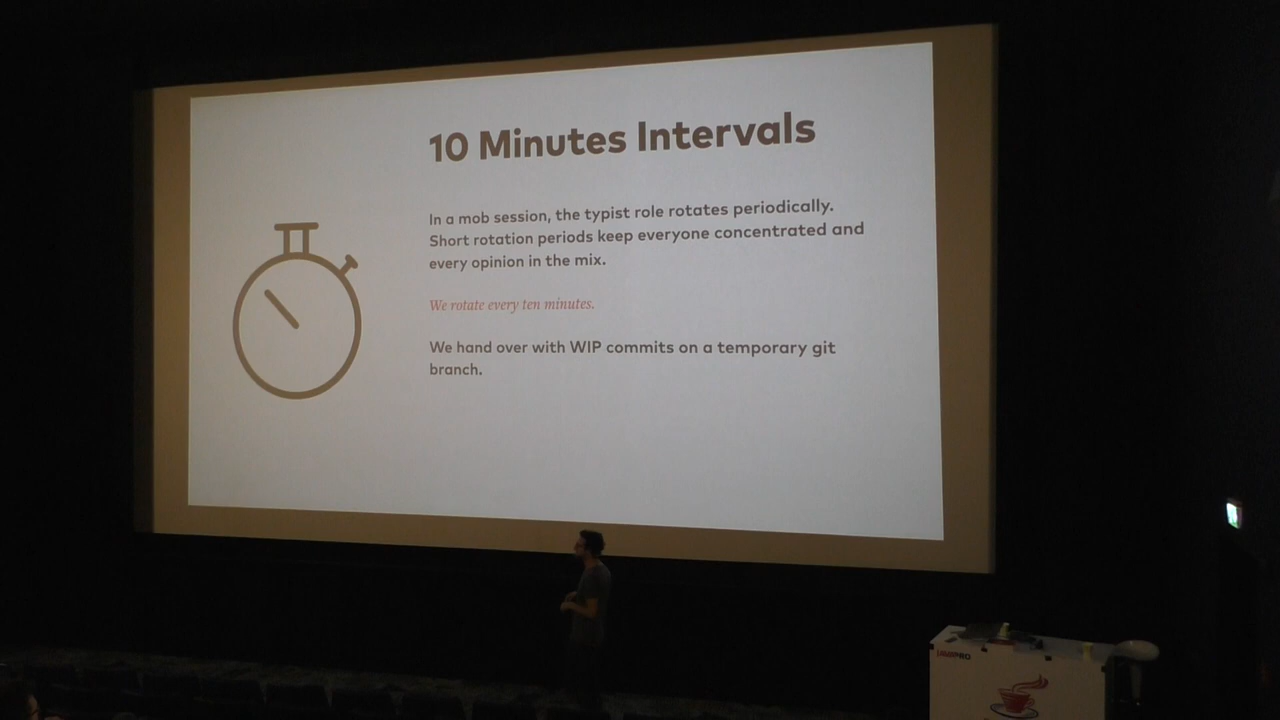 10 Minutes Intervals
In a mob session, the typist role rotates periodically.
Short rotation periods keep everyone concentrated and
every opinion in the mix.
We rotate every ten minutes.
We hand over with WIP commits on a temporary git
branch.